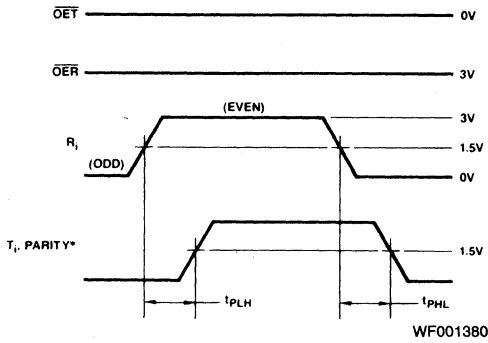 OET 0V
OER 3V
(EVEN) 3V
Ri 1.5V
(ODD) 0V
Ti, PARITY* 1.5V
tPLH tPHL
WF001380